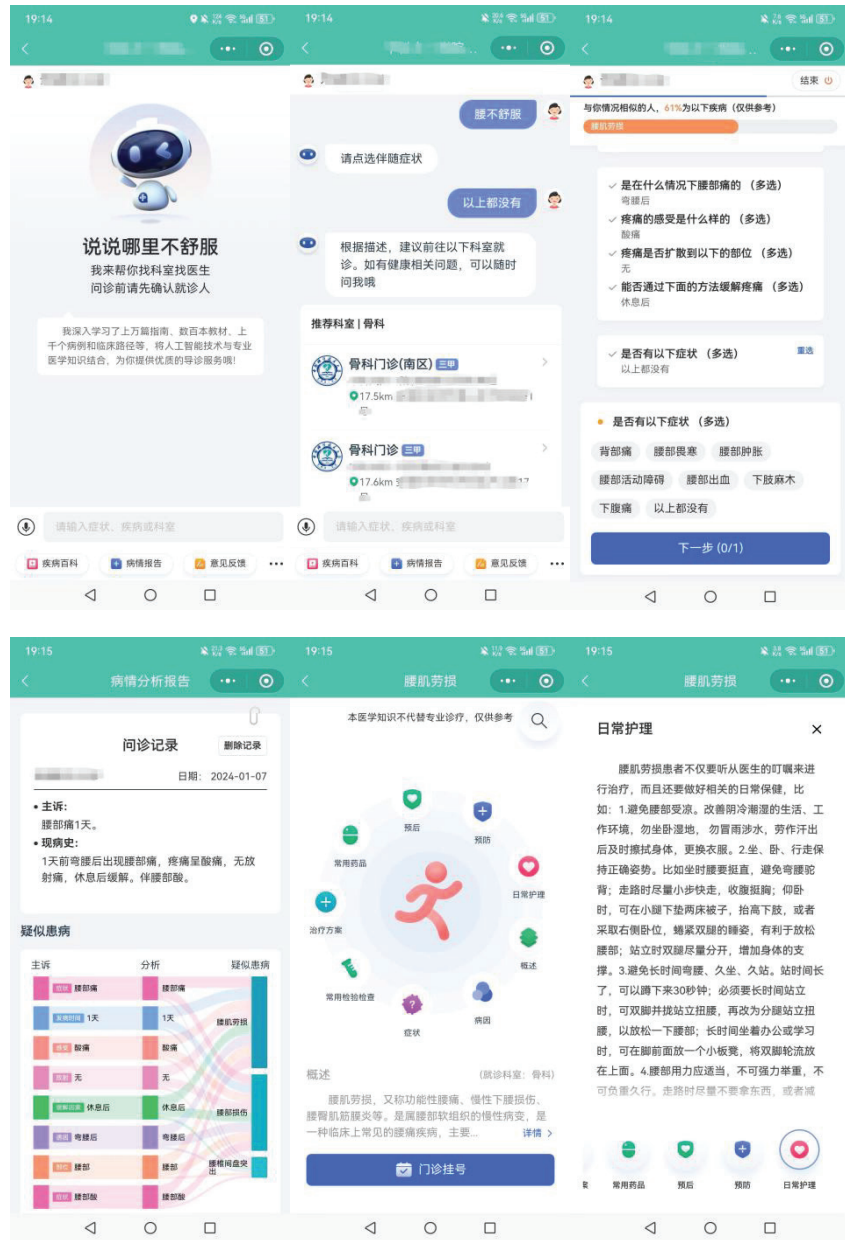 19:14
说说哪里不舒服
我来帮你找科室找医生
问诊前请先确认就诊人
我深入学习了上万篇指南、数百本教材、上
千个病例和临床路径等，将人工智能技术与专业
医学知识结合，为你提供优质的导诊服务哦！
请输入症状、疾病或科室
疾病百科
病情报告
意见反馈
19:14
腰不舒服
请点选伴随症状
以上都没有
根据描述，建议前往以下科室就
诊。如有健康相关问题，可以随时
问我哦
推荐科室 | 骨科
骨科门诊(南区) 三甲
17.5km
骨科门诊 三甲
17.6km
请输入症状、疾病或科室
疾病百科
病情报告
意见反馈
19:14
结束
与你情况相似的人，61%为以下疾病（仅供参考）
腰肌劳损
是在什么情况下腰部痛的 （多选）
弯腰后
疼痛的感受是什么样的 （多选）
酸痛
疼痛是否扩散到以下的部位 （多选）
无
能否通过下面的方法缓解疼痛 （多选）
休息后
是否有以下症状 （多选）
重选
以上都没有
是否有以下症状 （多选）
背部痛 腰部畏寒 腰部肿胀
腰部活动障碍 腰部出血 下肢麻木
下腹痛 以上都没有
下一步 (0/1)
19:15
病情分析报告
问诊记录
删除记录
日期： 2024-01-07
• 主诉：
腰部痛1天。
• 现病史：
1天前弯腰后出现腰部痛，疼痛呈酸痛，无放
射痛，休息后缓解。伴腰部酸。
疑似患病
主诉 分析 疑似患病
症状 腰部痛 腰部痛
1天 1天
腰肌劳损
酸痛 酸痛
无 无
休息后 休息后
腰部损伤
弯腰后 弯腰后
腰部 腰部
腰椎间盘突
出
症状 腰部酸 腰部酸
19:15
腰肌劳损
本医学知识不代替专业诊疗，仅供参考
预后
预防
常用药品
日常护理
治疗方案
概述
常用检验检查
病因
症状
概述
(就诊科室：骨科)
腰肌劳损，又称功能性腰痛、慢性下腰损伤、
腰臀肌筋膜炎等。是属腰部软组织的慢性病变，是
一种临床上常见的腰痛疾病，主要...
详情 >
门诊挂号
19:15
腰肌劳损
日常护理
×
腰肌劳损患者不仅要听从医生的叮嘱来进
行治疗，而且还要做好相关的日常保健，比
如：1.避免腰部受凉。改善阴冷潮湿的生活、工
作环境，勿坐卧湿地，勿冒雨涉水，劳作汗出
后及时擦拭身体，更换衣服。2.坐、卧、行走保
持正确姿势。比如坐时腰要挺直，避免弯腰驼
背；走路时尽量小步快走，收腹挺胸；仰卧
时，可在小腿下垫两床被子，抬高下肢，或者
采取右侧卧位，蜷紧双腿的睡姿，有利于放松
腰部；站立时双腿尽量分开，增加身体的支
撑。3.避免长时间弯腰、久坐、久站。站时间长
了，可以蹲下来30秒钟；必须要长时间站立
时，可双脚并拢站立扭腰，再改为分腿站立扭
腰，以放松一下腰部；长时间坐着办公或学习
时，可在脚前面放一个小板凳，将双脚轮流放
在上面。4.腰部用力应适当，不可强力举重，不
可负重久行。走路时尽量不要拿东西，或者减
常用药品
预后
预防
日常护理